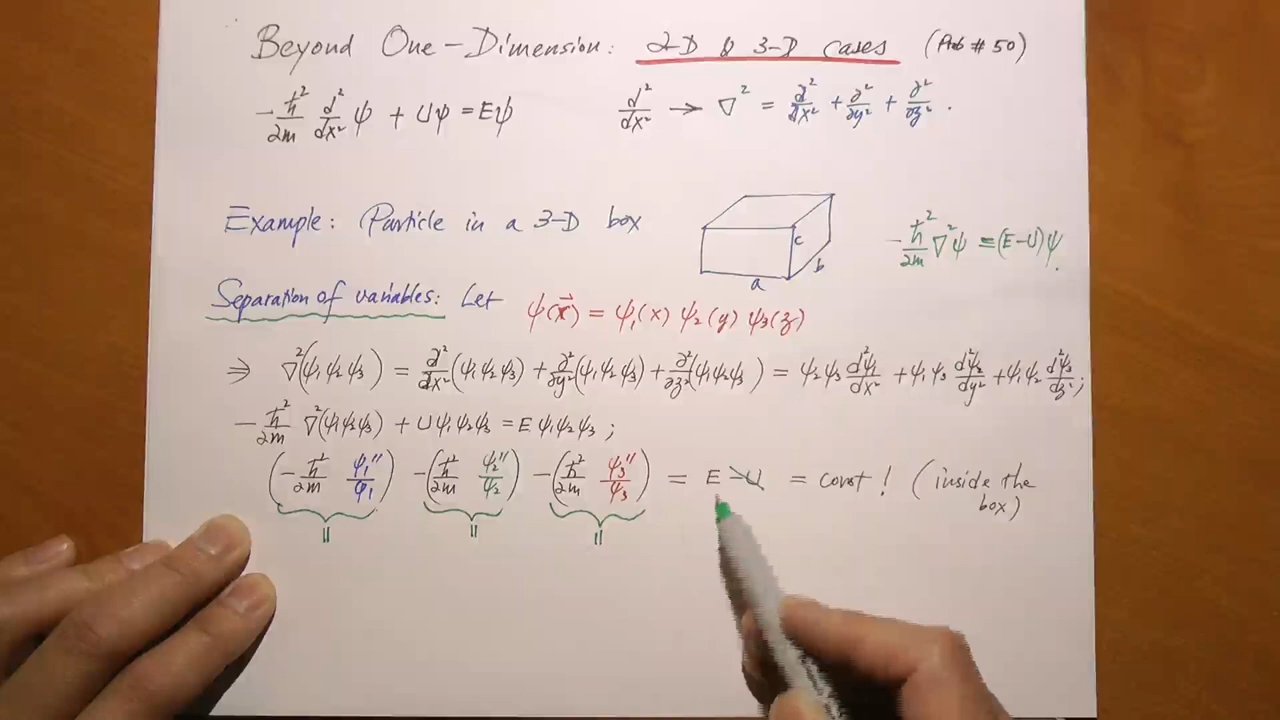 Beyond One-Dimension: 2-D & 3-D cases (Prob # 50)
-ħ²/2m d²/dx² ψ + Uψ = Eψ
d²/dx² → ∇² = ∂²/∂x² + ∂²/∂y² + ∂²/∂z² .
Example: Particle in a 3-D box
a b c
-ħ²/2m ∇²ψ = (E-U)ψ.
Separation of variables: Let ψ(x⃗) = ψ₁(x) ψ₂(y) ψ₃(z)
⇒ ∇²(ψ₁ψ₂ψ₃) = ∂²/∂x²(ψ₁ψ₂ψ₃) + ∂²/∂y²(ψ₁ψ₂ψ₃) + ∂²/∂z²(ψ₁ψ₂ψ₃) = ψ₂ψ₃ d²ψ₁/dx² + ψ₁ψ₃ d²ψ₂/dy² + ψ₁ψ₂ d²ψ₃/dz² ;
-ħ²/2m ∇²(ψ₁ψ₂ψ₃) + Uψ₁ψ₂ψ₃ = Eψ₁ψ₂ψ₃ ;
(-ħ²/2m ψ₁″/ψ₁) -(ħ²/2m ψ₂″/ψ₂) -(ħ²/2m ψ₃″/ψ₃) = E -U = const! (inside the box)
= = =